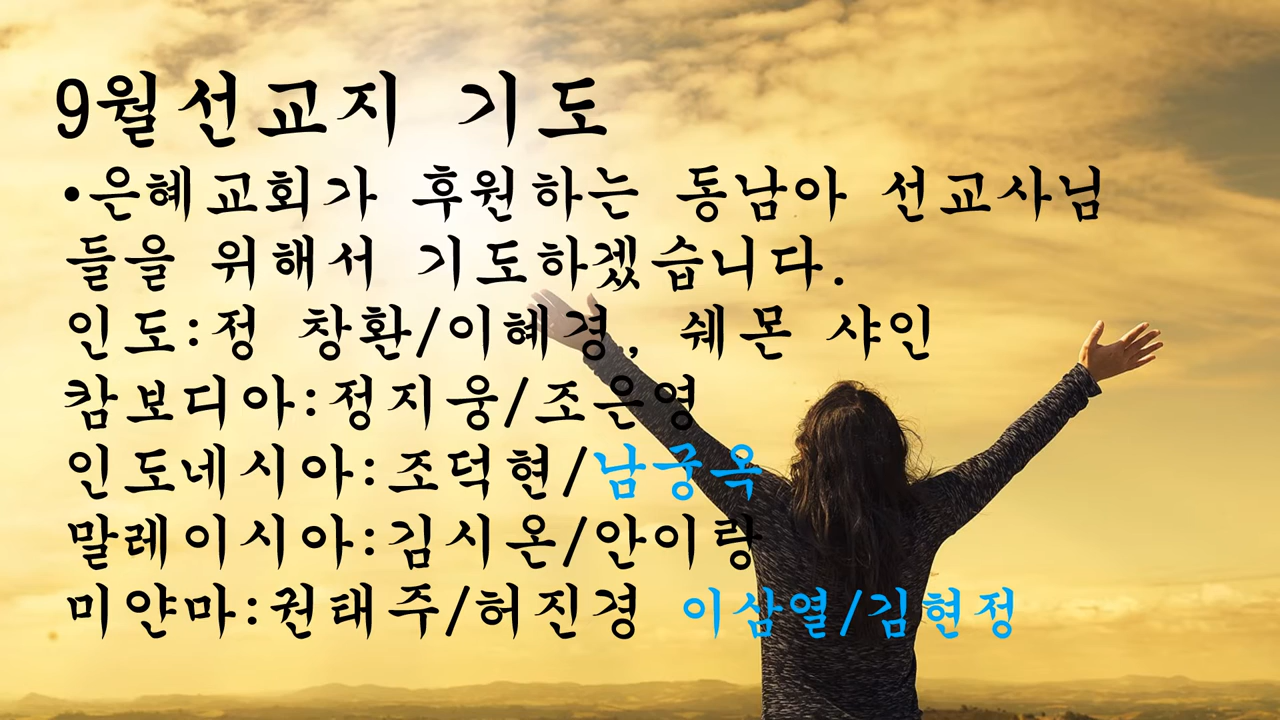 9월선교지 기도
•은혜교회가 후원하는 동남아 선교사님
들을 위해서 기도하겠습니다.
인도:정 창환/이혜경, 쉐몬 샤인
캄보디아:정지웅/조은영
인도네시아:조덕현/남궁옥
말레이시아:김시온/안이랑
미얀마:권태주/허진경 이삼열/김현정